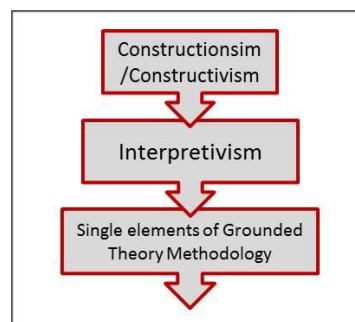 Constructionsim
/Constructivism
Interpretivism
Single elements of Grounded
Theory Methodology